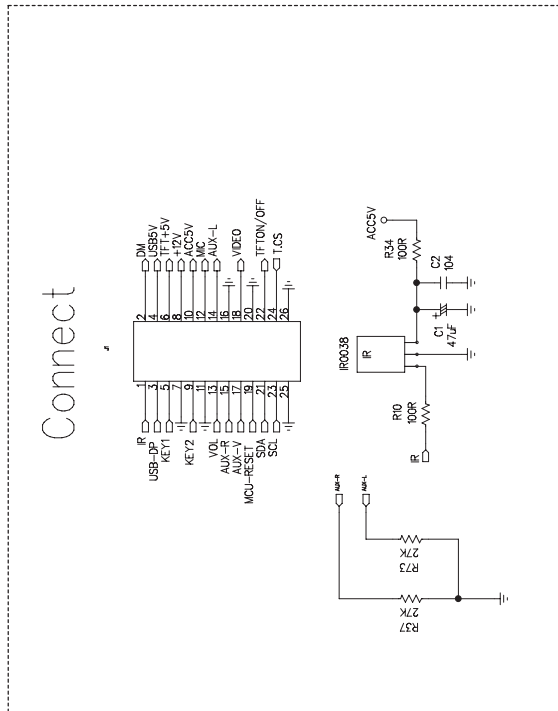 Connect
J1
2 DM
4 USB5V
6 TFT+5V
8 +12V
10 ACC5V
12 MIC
14 AUX-L
16
18 VIDEO
20
22 TFTON/OFF
24 T.CS
26
IR 1
USB-DP 3
KEY1 5
7
KEY2 9
11
VOL 13
AUX-R 15
AUX-V 17
MCU-RESET 19
SDA 21
SCL 23
25
ACC5V
R34
100R
C2
104
C1
47uF
+
IR0038
IR
R10
100R
IR
AUX-R
AUX-L
R73
27K
R37
27K